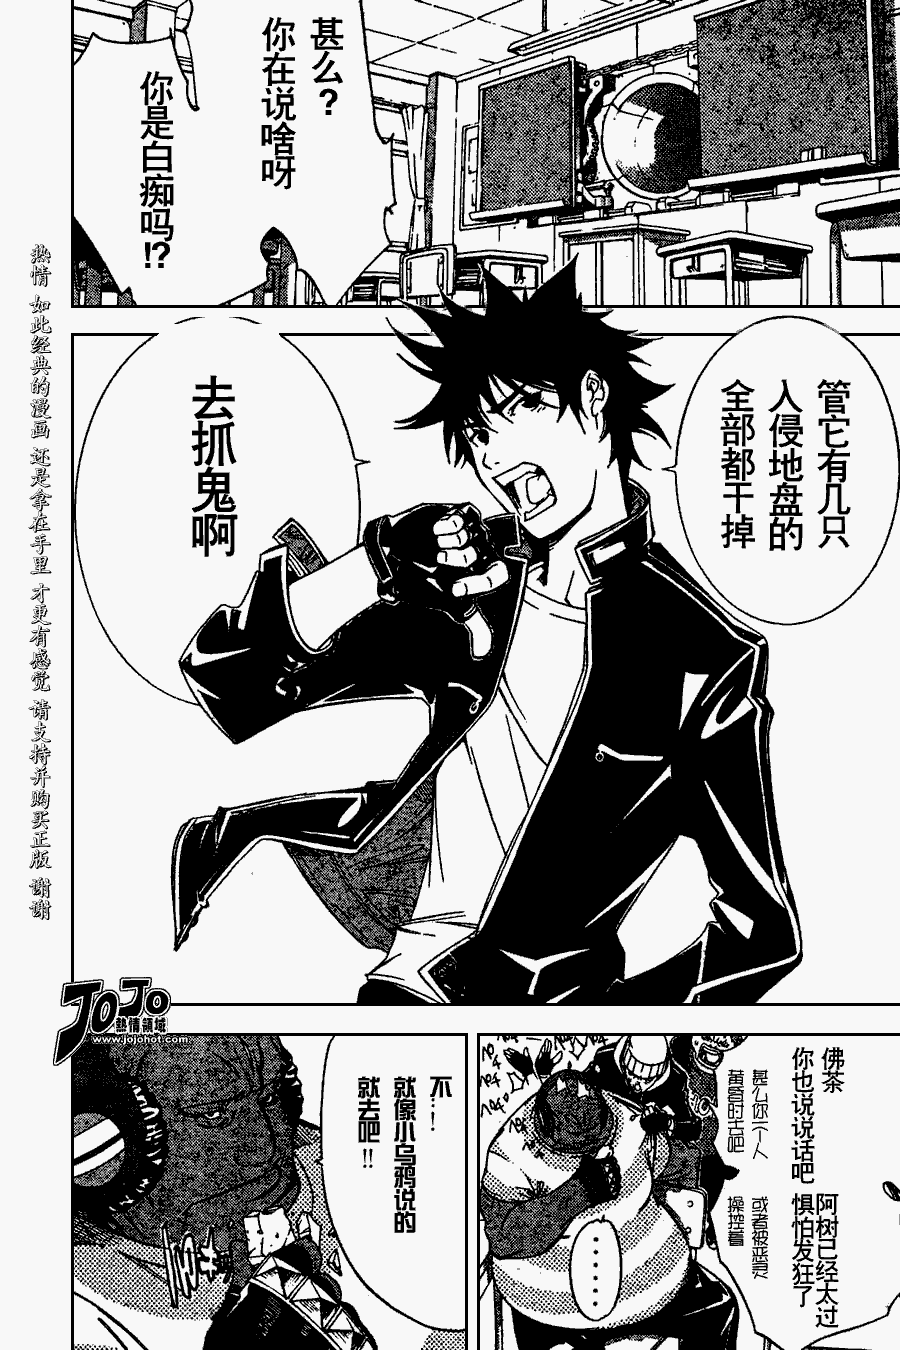 甚么?
你在说啥呀
你是白痴吗!?
管它有几只
入侵地盘的
全部都干掉
去抓鬼啊
佛茶
你也说说话吧
阿树已经太过
惧怕发狂了
甚么你一个人
黄昏时去吧
或者被恶灵
操控着
……
不…!
就像小乌鸦说的
就去吧!!
热情 如此经典的漫画 还是拿在手里 才更有感觉 请支持并购买正版 谢谢
JOJO
熱情領域
www.jojohot.com